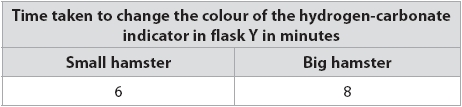 Time taken to change the colour of the hydrogen-carbonate
indicator in flask Y in minutes
Small hamster Big hamster
6 8